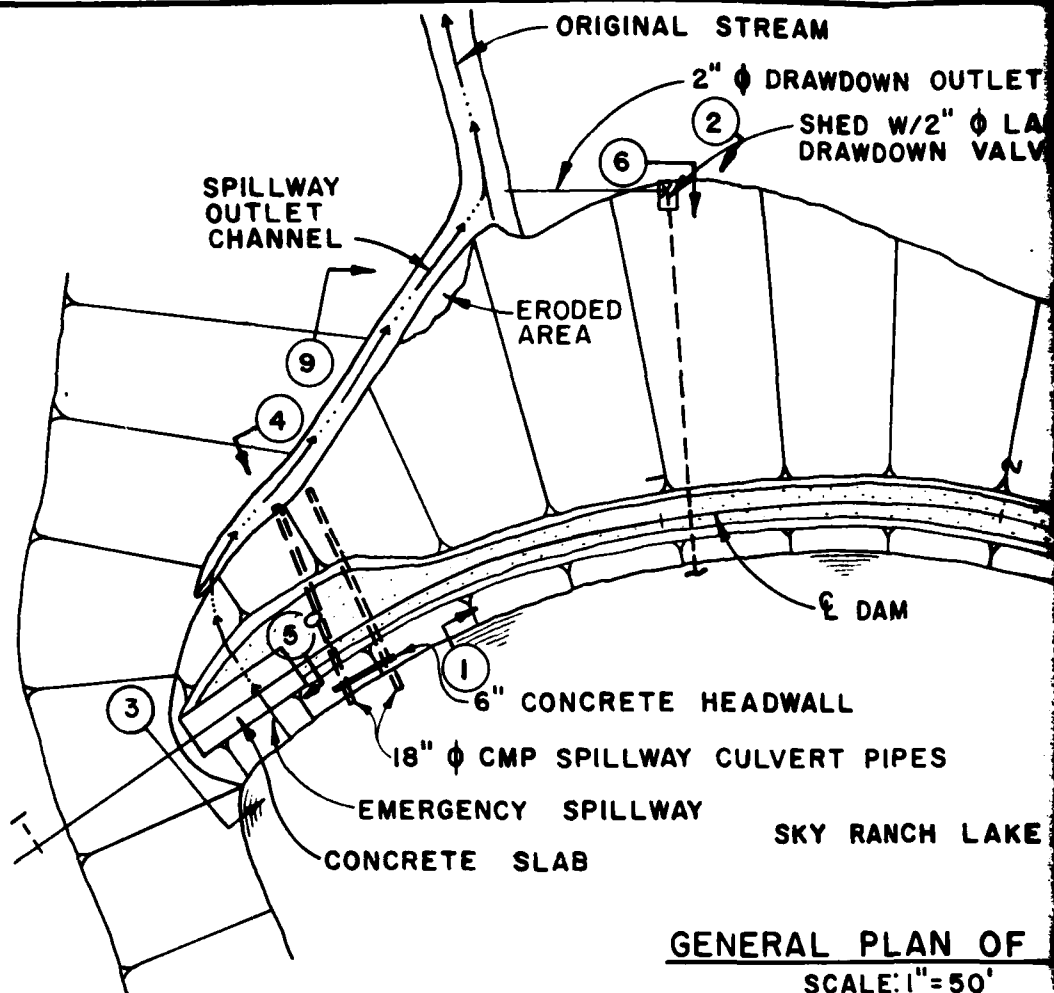 ORIGINAL STREAM
2" ϕ DRAWDOWN OUTLET
SHED W/2" ϕ
DRAWDOWN
2
6
SPILLWAY
OUTLET
CHANNEL
ERODED
AREA
9
4
℄ DAM
5
1
3
6" CONCRETE HEADWALL
18" ϕ CMP SPILLWAY CULVERT PIPES
EMERGENCY SPILLWAY
CONCRETE SLAB
SKY RANCH LAKE
GENERAL PLAN OF
SCALE: 1"=50'